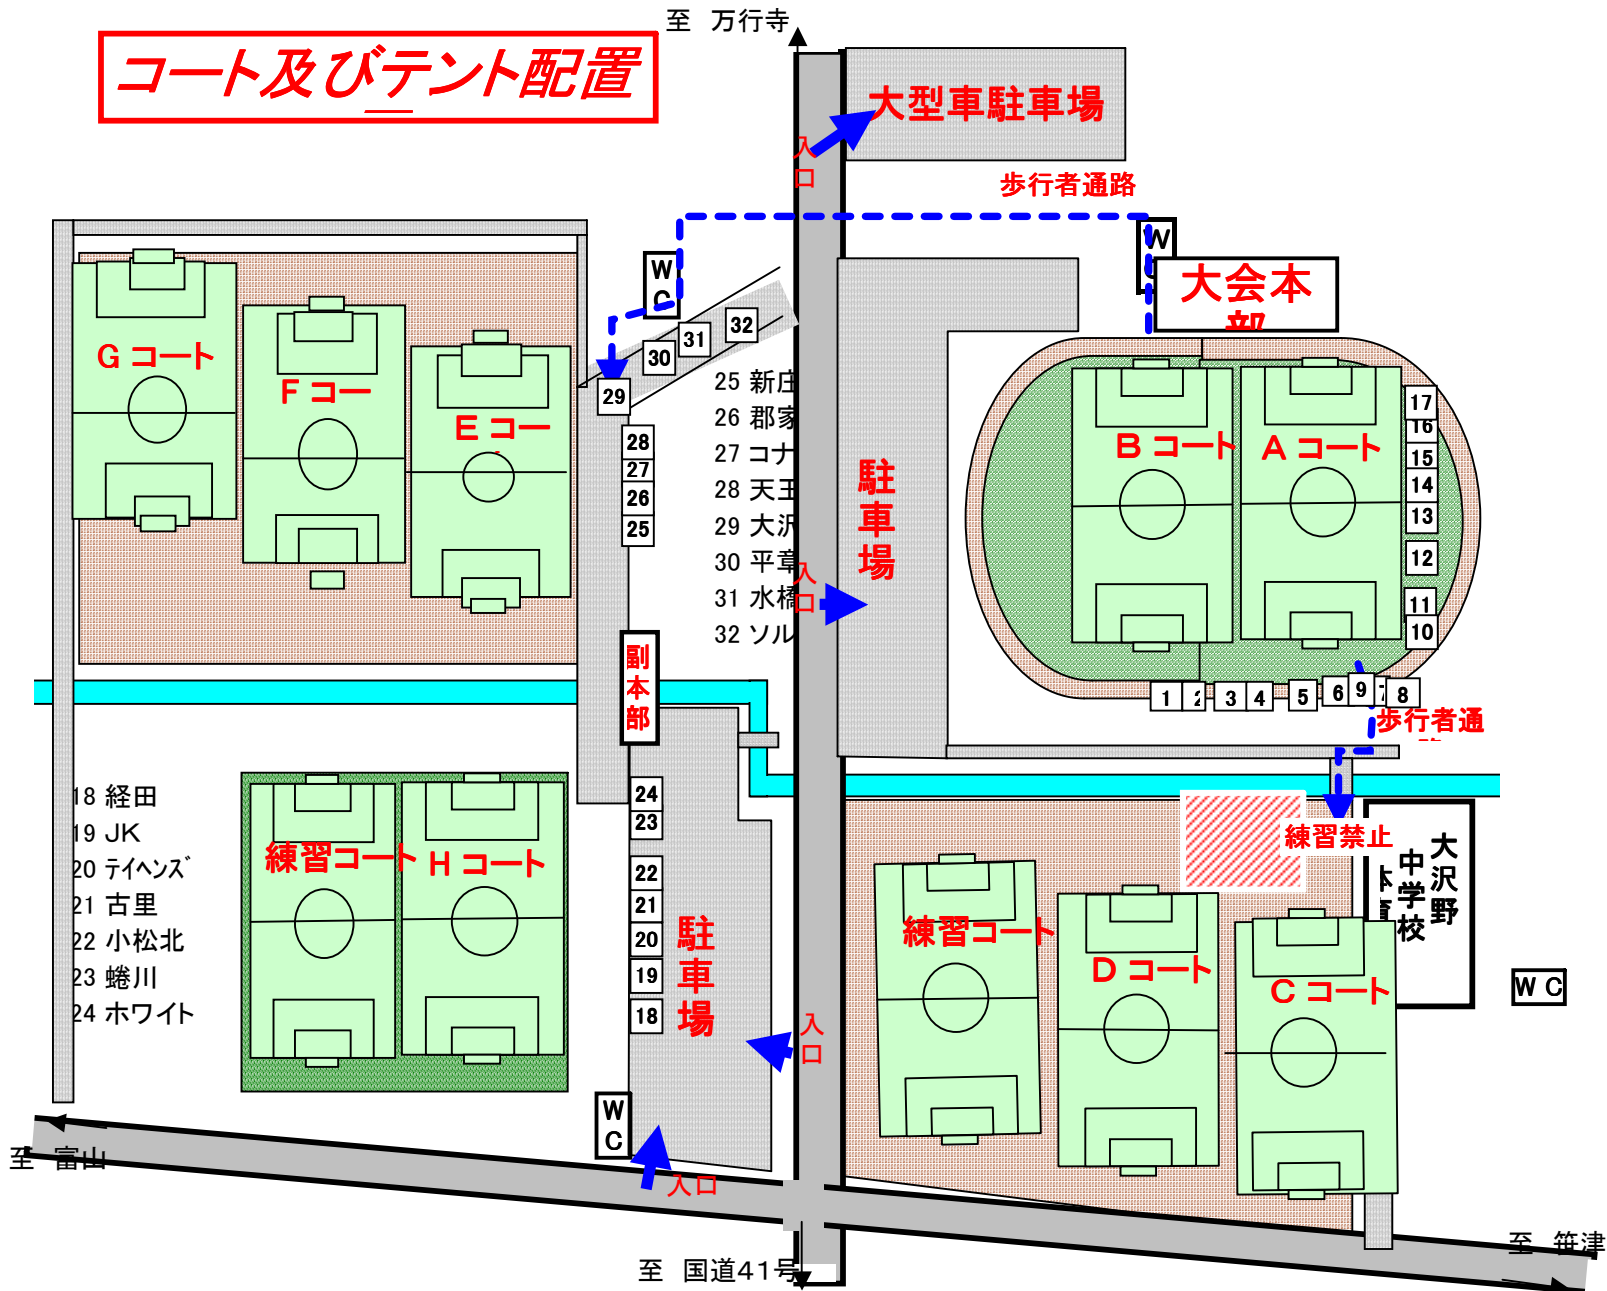 至 万行寺
コート及びテント配置
大型車駐車場
入口
歩行者通路
WC
W
大会本部
G コート
F コー
E コー
B コート
A コート
32
31
30
29
28
27
26
25
25 新庄
26 郡家
27 コナ
28 天王
29 大沢
30 平章
31 水橋
32 ソル
駐車場
入口
17
16
15
14
13
12
11
10
1
2
3
4
5
6
9
7
8
歩行者通
副本部
18 経田
19 JK
20 テイヘンズ
21 古里
22 小松北
23 蜷川
24 ホワイト
練習コート
H コート
24
23
22
21
20
19
18
駐車場
入口
WC
入口
練習禁止
大沢野
中学校
練習コート
D コート
C コート
W C
至 富山
至 国道41号
至 笹津